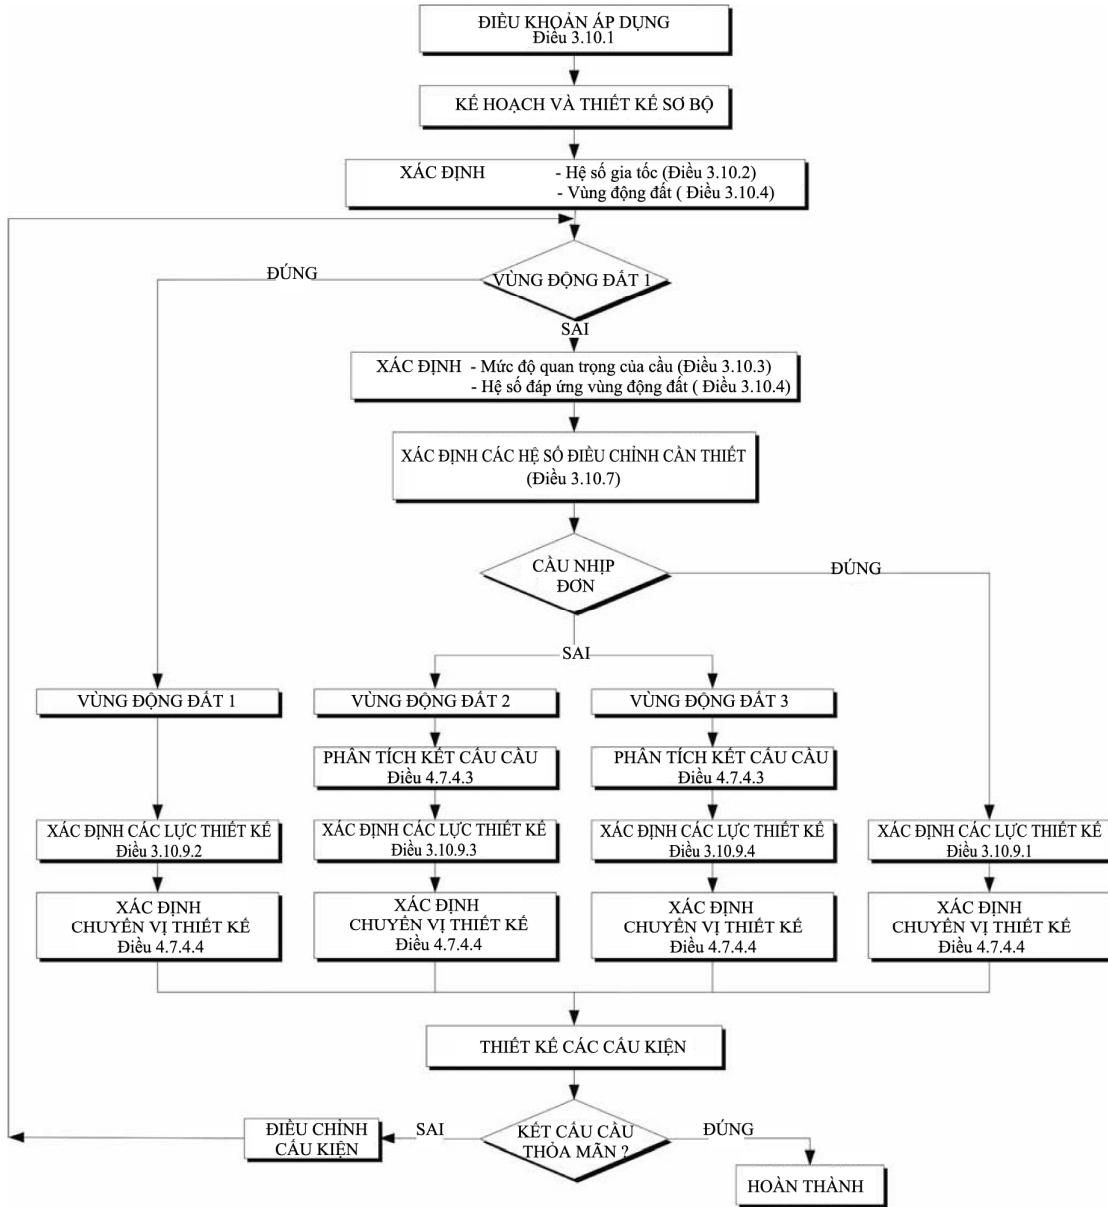 ĐIỀU KHOẢN ÁP DỤNG
Điều 3.10.1
KẾ HOẠCH VÀ THIẾT KẾ SƠ BỘ
XÁC ĐỊNH - Hệ số gia tốc (Điều 3.10.2)
- Vùng động đất ( Điều 3.10.4)
ĐÚNG
VÙNG ĐỘNG ĐẤT 1
SAI
XÁC ĐỊNH - Mức độ quan trọng của cầu (Điều 3.10.3)
- Hệ số đáp ứng vùng động đất ( Điều 3.10.4)
XÁC ĐỊNH CÁC HỆ SỐ ĐIỀU CHỈNH CẦN THIẾT
(Điều 3.10.7)
CẦU NHỊP
ĐƠN
ĐÚNG
SAI
VÙNG ĐỘNG ĐẤT 1
VÙNG ĐỘNG ĐẤT 2
VÙNG ĐỘNG ĐẤT 3
PHÂN TÍCH KẾT CẤU CẦU
Điều 4.7.4.3
PHÂN TÍCH KẾT CẤU CẦU
Điều 4.7.4.3
XÁC ĐỊNH CÁC LỰC THIẾT KẾ
Điều 3.10.9.2
XÁC ĐỊNH CÁC LỰC THIẾT KẾ
Điều 3.10.9.3
XÁC ĐỊNH CÁC LỰC THIẾT KẾ
Điều 3.10.9.4
XÁC ĐỊNH CÁC LỰC THIẾT KẾ
Điều 3.10.9.1
XÁC ĐỊNH
CHUYÊN VỊ THIẾT KẾ
Điều 4.7.4.4
XÁC ĐỊNH
CHUYÊN VỊ THIẾT KẾ
Điều 4.7.4.4
XÁC ĐỊNH
CHUYÊN VỊ THIẾT KẾ
Điều 4.7.4.4
XÁC ĐỊNH
CHUYÊN VỊ THIẾT KẾ
Điều 4.7.4.4
THIẾT KẾ CÁC CẤU KIỆN
ĐIỀU CHỈNH
CẤU KIỆN
SAI
KẾT CẤU CẦU
THỎA MÃN ?
ĐÚNG
HOÀN THÀNH